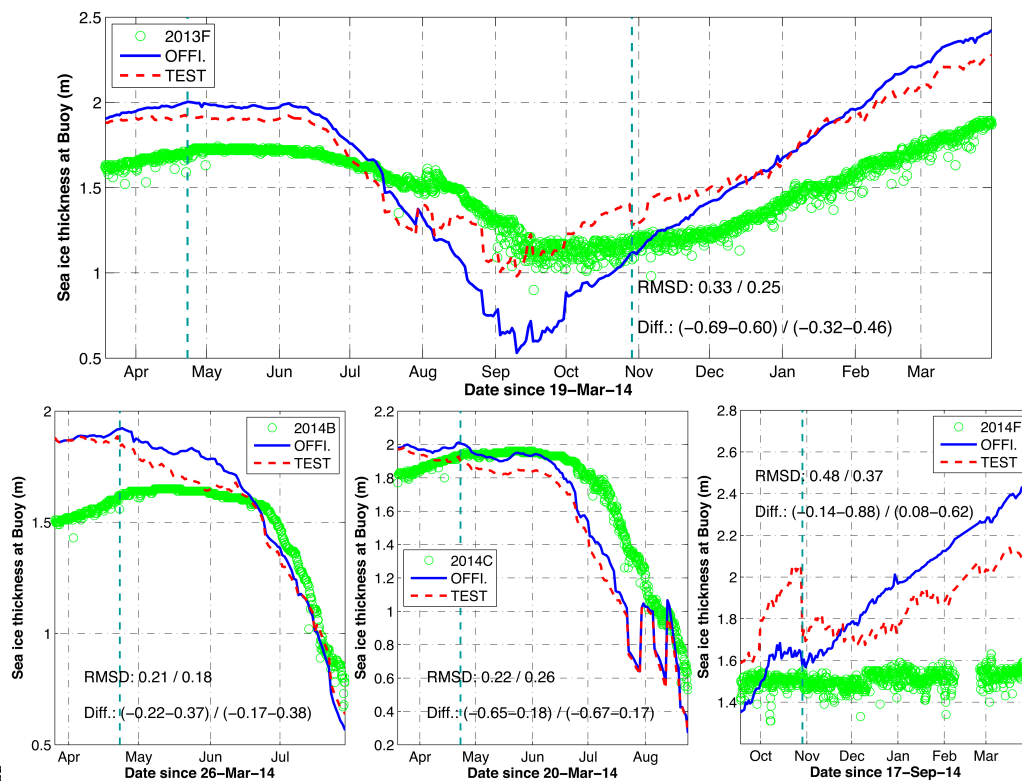 2.5
2
1.5
1
0.5
Sea ice thickness at Buoy (m)
2013F
OFFI.
TEST
RMSD: 0.33 / 0.25
Diff.: (−0.69−0.60) / (−0.32−0.46)
Apr May Jun Jul Aug Sep Oct Nov Dec Jan Feb Mar
Date since 19−Mar−14
2
1.5
1
0.5
Sea ice thickness at Buoy (m)
2014B
OFFI.
TEST
RMSD: 0.21 / 0.18
Diff.: (−0.22−0.37) / (−0.17−0.38)
Apr May Jun Jul
Date since 26−Mar−14
2.2
2
1.8
1.6
1.4
1.2
1
0.8
0.6
0.4
0.2
Sea ice thickness at Buoy (m)
2014C
OFFI.
TEST
RMSD: 0.22 / 0.26
Diff.: (−0.65−0.18) / (−0.67−0.17)
Apr May Jun Jul Aug
Date since 20−Mar−14
2.8
2.6
2.4
2.2
2
1.8
1.6
1.4
Sea ice thickness at Buoy (m)
2014F
OFFI.
TEST
RMSD: 0.48 / 0.37
Diff.: (−0.14−0.88) / (0.08−0.62)
Oct Nov Dec Jan Feb Mar
Date since 17−Sep−14